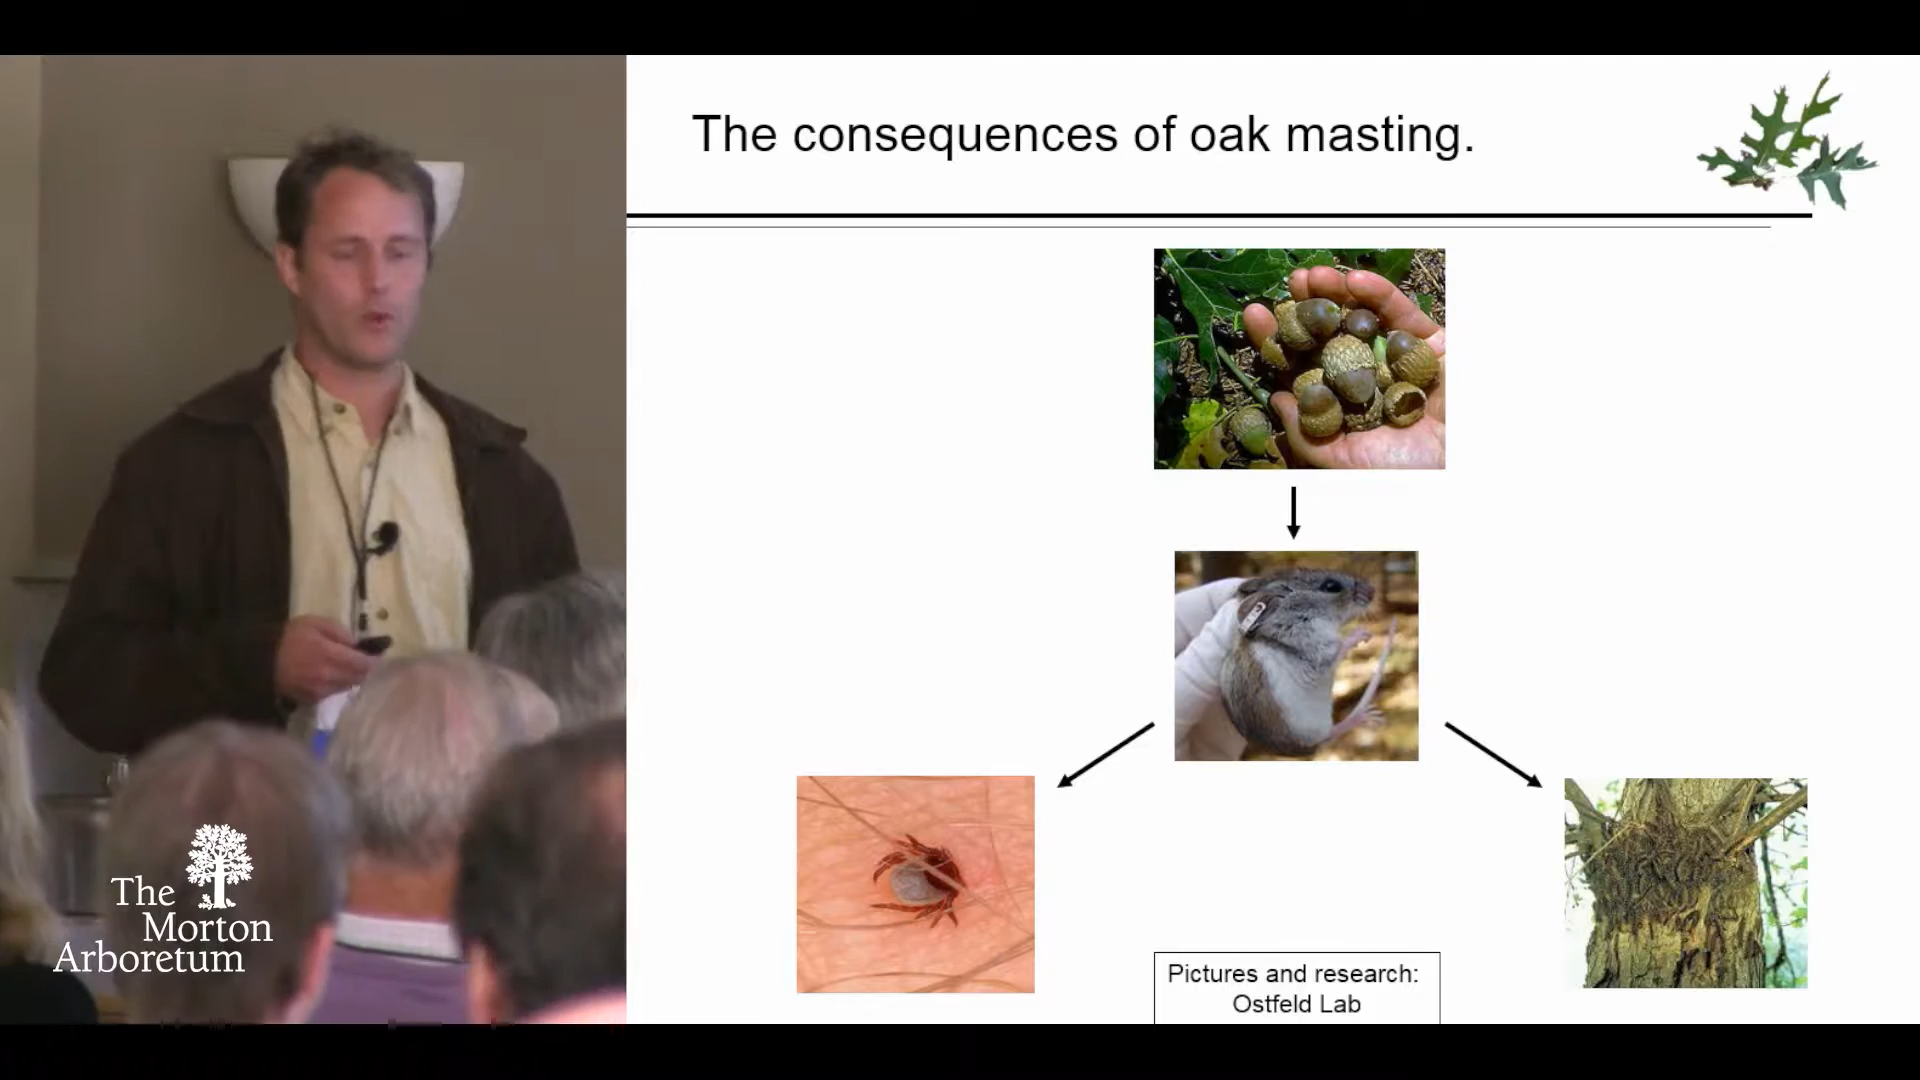 The consequences of oak masting.
Pictures and research:
Ostfeld Lab
The
Morton
Arboretum